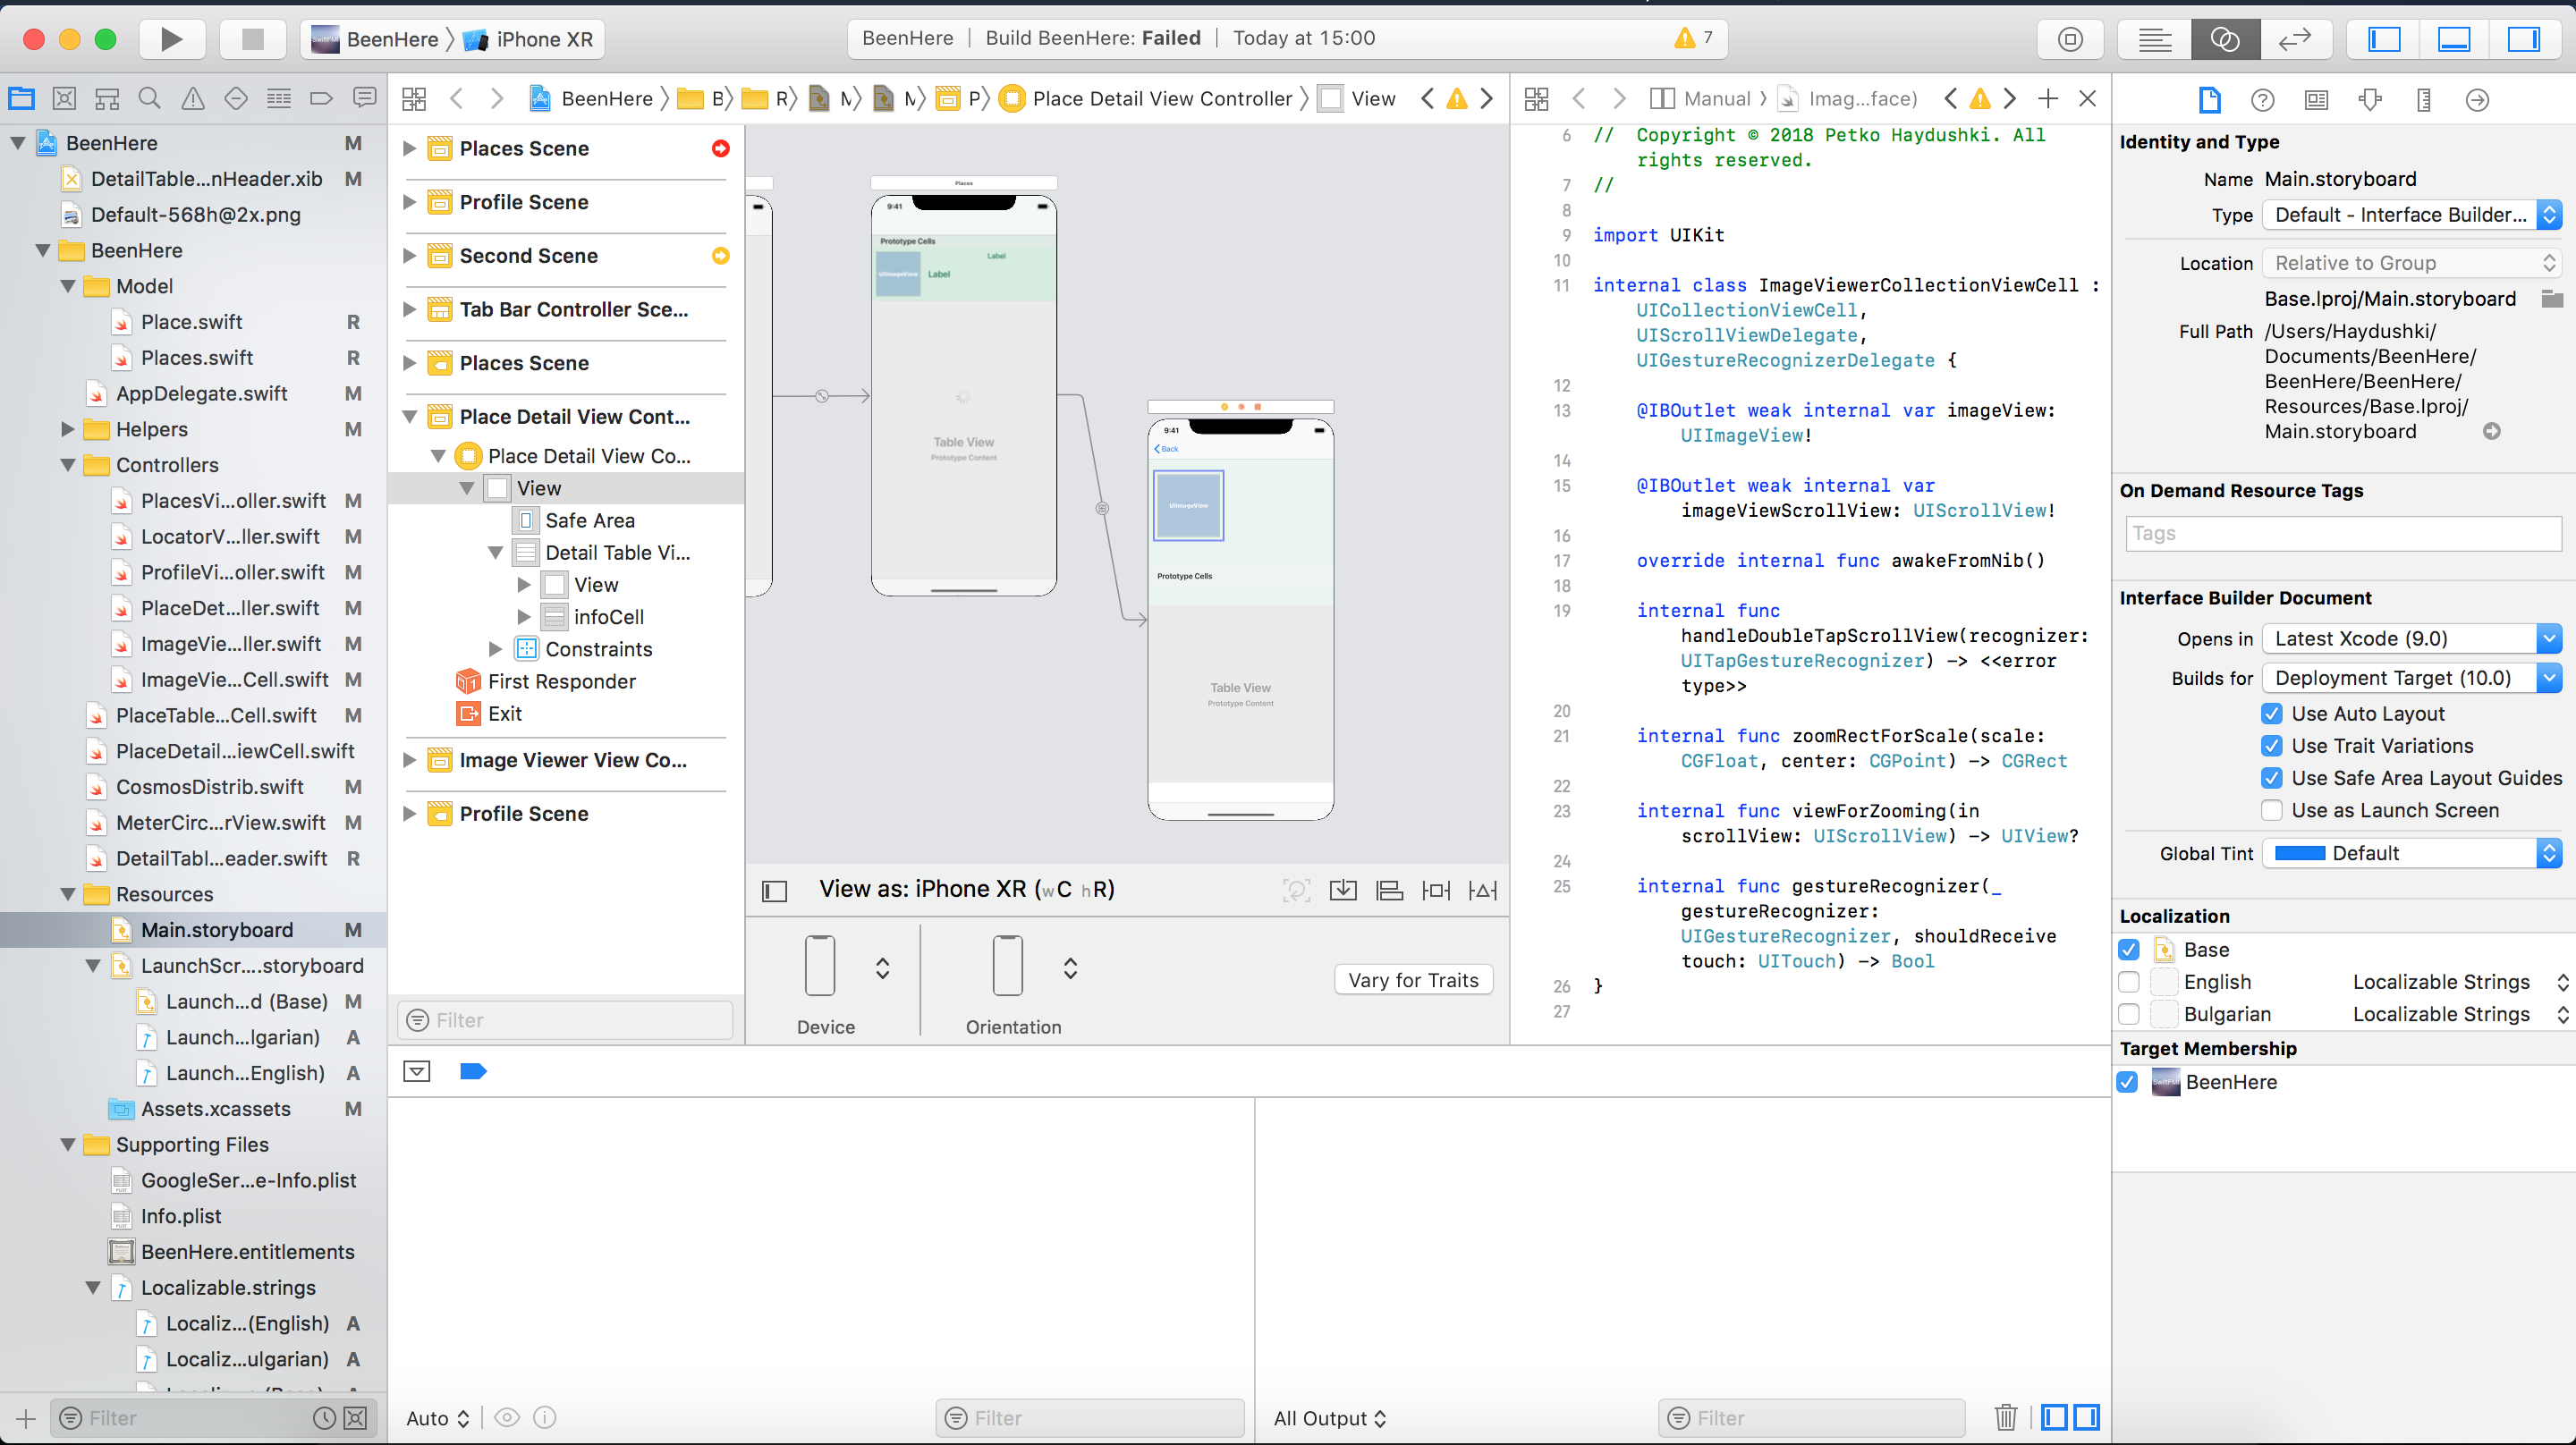 BeenHere 〉 iPhone XR
BeenHere | Build BeenHere: Failed | Today at 15:00
7
BeenHere M
DetailTable...nHeader.xib M
Default-568h@2x.png
BeenHere
Model
Place.swift R
Places.swift R
AppDelegate.swift M
Helpers M
Controllers
PlacesVi...oller.swift M
LocatorV...ller.swift M
ProfileVi...oller.swift M
PlaceDet...ller.swift M
ImageVie...ller.swift M
ImageVie...Cell.swift M
PlaceTable...Cell.swift M
PlaceDetail...iewCell.swift
CosmosDistrib.swift M
MeterCirc...rView.swift M
DetailTabl...eader.swift R
Resources
Main.storyboard M
LaunchScr....storyboard
Launch...d (Base) M
Launch...lgarian) A
Launch...English) A
Assets.xcassets M
Supporting Files
GoogleSer...e-Info.plist
Info.plist
BeenHere.entitlements
Localizable.strings
Localiz...(English) A
Localiz...ulgarian) A
Filter
BeenHere 〉 B〉 R〉 M〉 M〉 P〉 Place Detail View Controller 〉 View
Places Scene
Profile Scene
Second Scene
Tab Bar Controller Sce...
Places Scene
Place Detail View Cont...
Place Detail View Co...
View
Safe Area
Detail Table Vi...
View
infoCell
Constraints
First Responder
Exit
Image Viewer View Co...
Profile Scene
Filter
Places
9:41
Prototype Cells
UIImageView
Label
Label
Table View
Prototype Content
9:41
Back
UIImageView
Prototype Cells
Table View
Prototype Content
View as: iPhone XR (wC hR)
Device
Orientation
Vary for Traits
Manual 〉 Imag...face)
6 // Copyright © 2018 Petko Haydushki. All
rights reserved.
7 //
8
9 import UIKit
10
11 internal class ImageViewerCollectionViewCell :
UICollectionViewCell,
UIScrollViewDelegate,
UIGestureRecognizerDelegate {
12
13 @IBOutlet weak internal var imageView:
UIImageView!
14
15 @IBOutlet weak internal var
imageViewScrollView: UIScrollView!
16
17 override internal func awakeFromNib()
18
19 internal func
handleDoubleTapScrollView(recognizer:
UITapGestureRecognizer) -> <<error
type>>
20
21 internal func zoomRectForScale(scale:
CGFloat, center: CGPoint) -> CGRect
22
23 internal func viewForZooming(in
scrollView: UIScrollView) -> UIView?
24
25 internal func gestureRecognizer(_
gestureRecognizer:
UIGestureRecognizer, shouldReceive
touch: UITouch) -> Bool
26 }
27
Auto
Filter
All Output
Filter
Identity and Type
Name Main.storyboard
Type Default - Interface Builder...
Location Relative to Group
Base.lproj/Main.storyboard
Full Path /Users/Haydushki/
Documents/BeenHere/
BeenHere/BeenHere/
Resources/Base.lproj/
Main.storyboard
On Demand Resource Tags
Tags
Interface Builder Document
Opens in Latest Xcode (9.0)
Builds for Deployment Target (10.0)
Use Auto Layout
Use Trait Variations
Use Safe Area Layout Guides
Use as Launch Screen
Global Tint Default
Localization
Base
English Localizable Strings
Bulgarian Localizable Strings
Target Membership
BeenHere